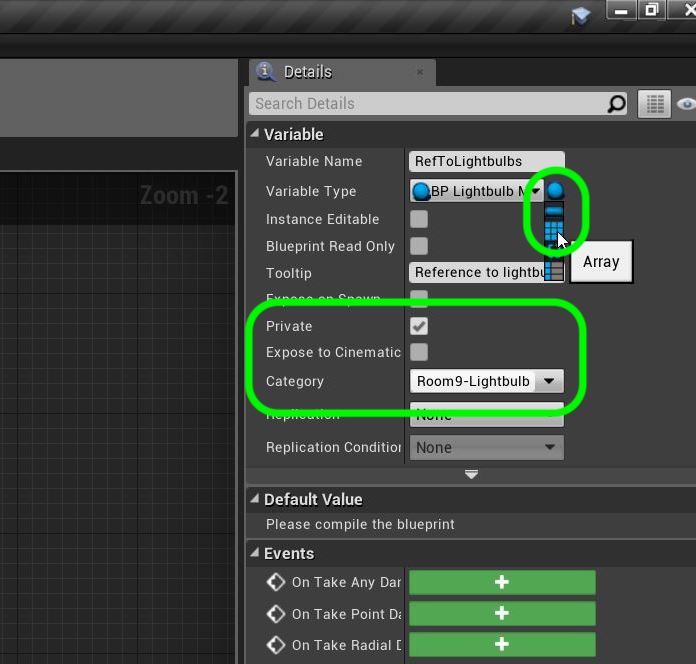 Details
Search Details
Variable
Zoom -2
Variable Name RefToLightbulbs
Variable Type BP Lightbulb
Instance Editable
Blueprint Read Only
Array
Tooltip Reference to lightbu
Expose on Spawn
Private
Expose to Cinematic
Category Room9-Lightbulb
Replication None
Replication Condition None
Default Value
Please compile the blueprint
Events
On Take Any Dar
On Take Point Da
On Take Radial D